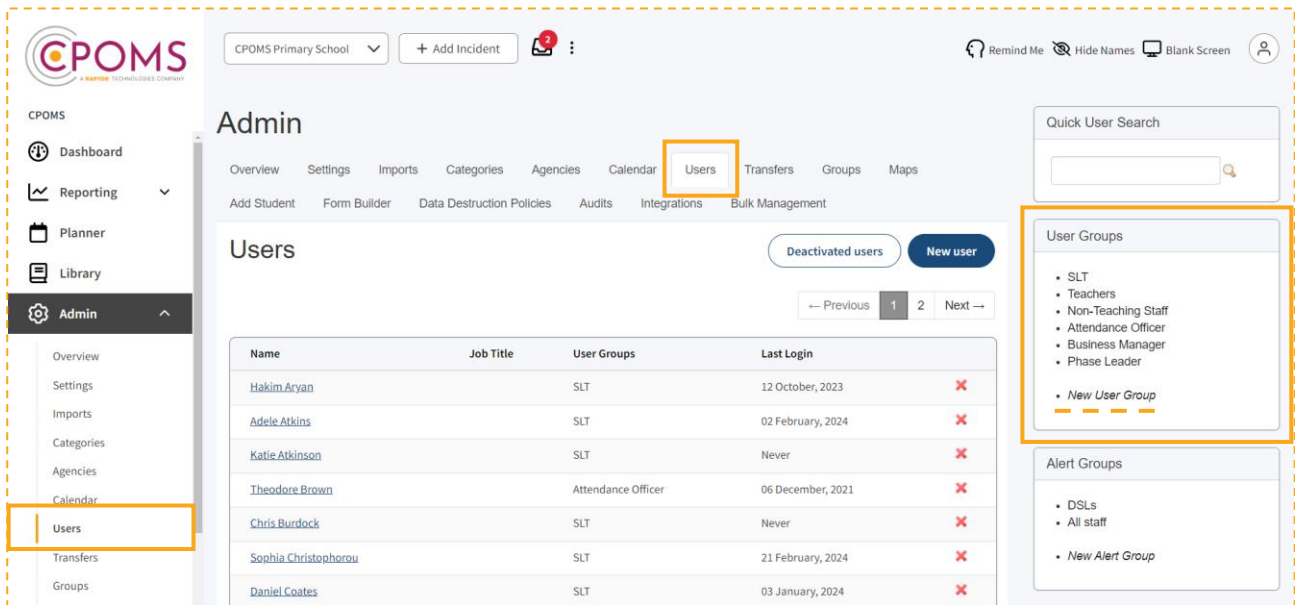 CPOMS
A RAPTOR TECHNOLOGIES COMPANY
CPOMS Primary School
+ Add Incident
2
Remind Me
Hide Names
Blank Screen
CPOMS
Dashboard
Reporting
Planner
Library
Admin
Overview
Settings
Imports
Categories
Agencies
Calendar
Users
Transfers
Groups
Admin
Overview Settings Imports Categories Agencies Calendar Users Transfers Groups Maps
Add Student Form Builder Data Destruction Policies Audits Integrations Bulk Management
Users
Deactivated users
New user
← Previous 1 2 Next →
Name Job Title User Groups Last Login
Hakim Aryan SLT 12 October, 2023
Adele Atkins SLT 02 February, 2024
Katie Atkinson SLT Never
Theodore Brown Attendance Officer 06 December, 2021
Chris Burdock SLT Never
Sophia Christophorou SLT 21 February, 2024
Daniel Coates SLT 03 January, 2024
Quick User Search
User Groups
• SLT
• Teachers
• Non-Teaching Staff
• Attendance Officer
• Business Manager
• Phase Leader
• New User Group
Alert Groups
• DSLs
• All staff
• New Alert Group